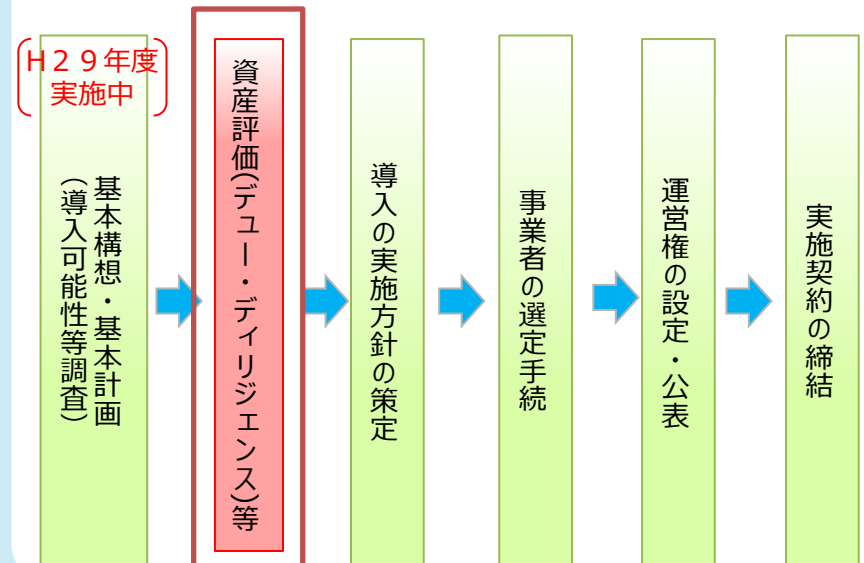 H29年度
実施中
基本構想・基本計画
(導入可能性等調査)
資産評価(デュー・ディリジェンス)等
導入の実施方針の策定
事業者の選定手続
運営権の設定・公表
実施契約の締結